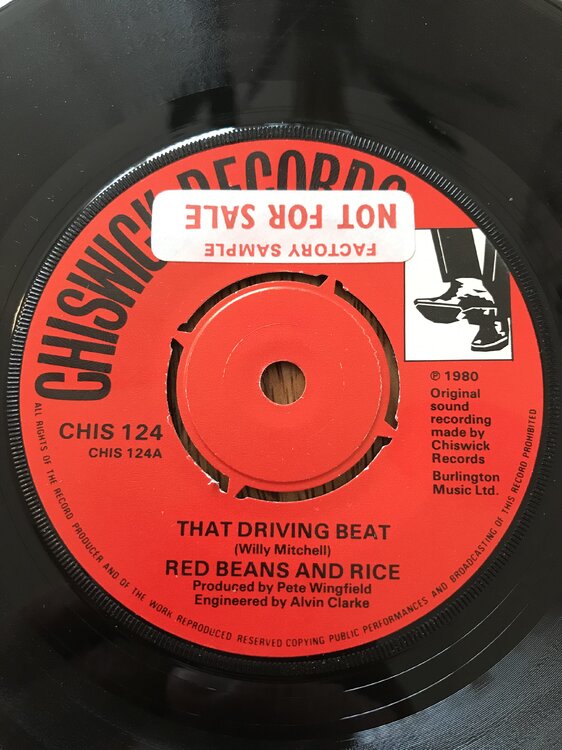 CHISWICK RECORDS
FACTORY SAMPLE
NOT FOR SALE
℗ 1980
Original
sound
recording
made by
Chiswick
Records
Burlington
Music Ltd.
CHIS 124
CHIS 124A
THAT DRIVING BEAT
(Willy Mitchell)
RED BEANS AND RICE
Produced by Pete Wingfield
Engineered by Alvin Clarke
ALL RIGHTS OF THE RECORD PRODUCER AND OF THE WORK REPRODUCED RESERVED COPYING PUBLIC PERFORMANCES AND BROADCASTING OF THIS RECORD PROHIBITED